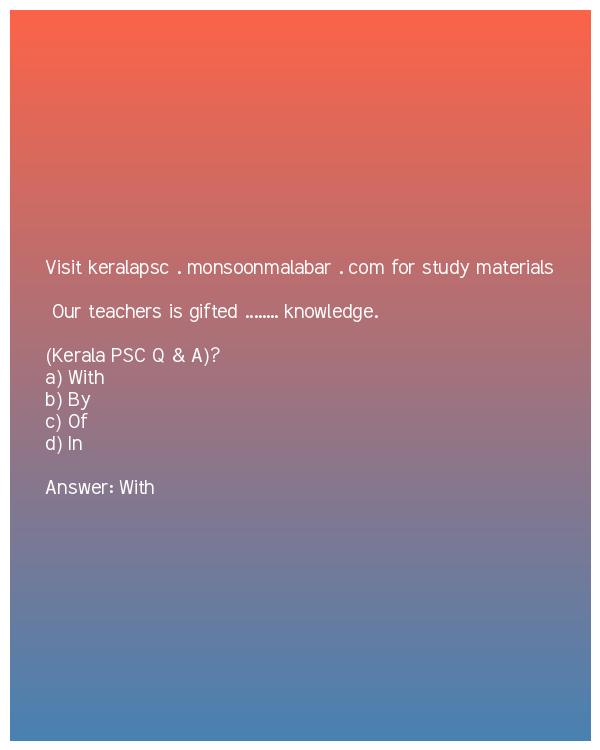 Visit keralapsc . monsoonmalabar . com for study materials
Our teachers is gifted ........ knowledge.
(Kerala PSC Q & A)?
a) With
b) By
c) Of
d) In
Answer: With